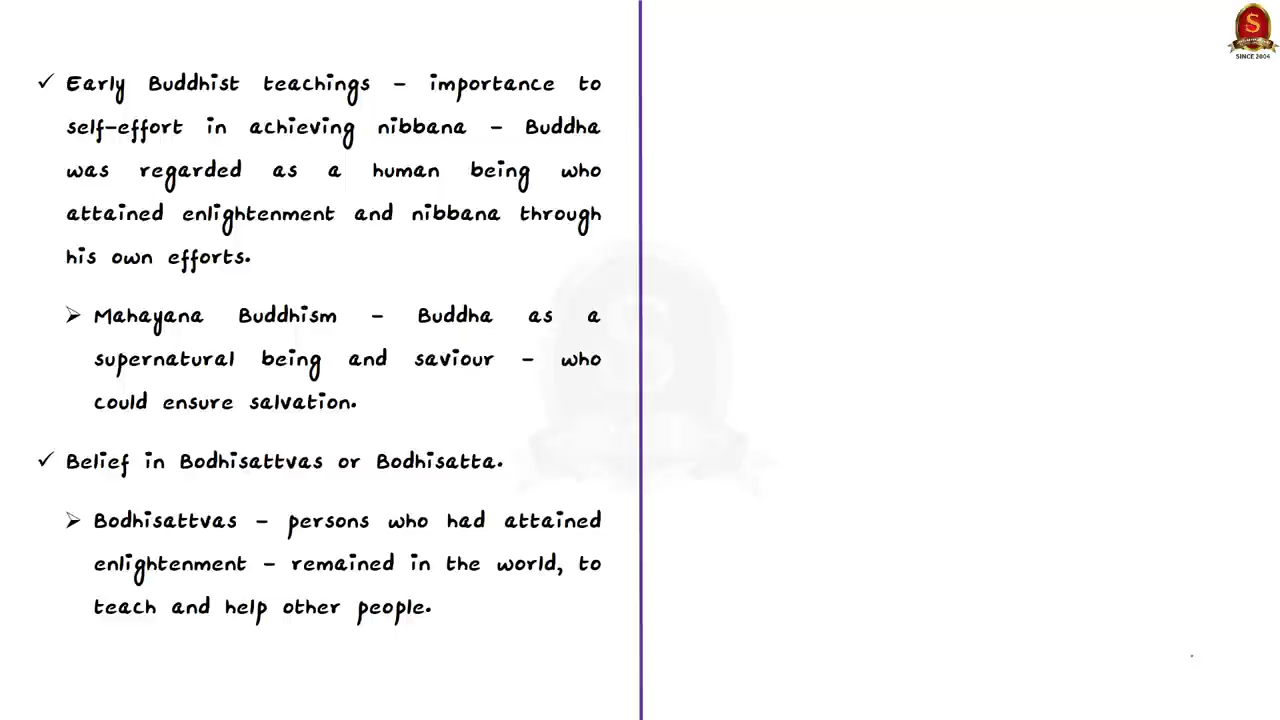 ✓ Early Buddhist teachings – importance to
self-effort in achieving nibbana – Buddha
was regarded as a human being who
attained enlightenment and nibbana through
his own efforts.
➢ Mahayana Buddhism – Buddha as a
supernatural being and saviour – who
could ensure salvation.
✓ Belief in Bodhisattvas or Bodhisatta.
➢ Bodhisattvas – persons who had attained
enlightenment – remained in the world, to
teach and help other people.
S
SINCE 2004